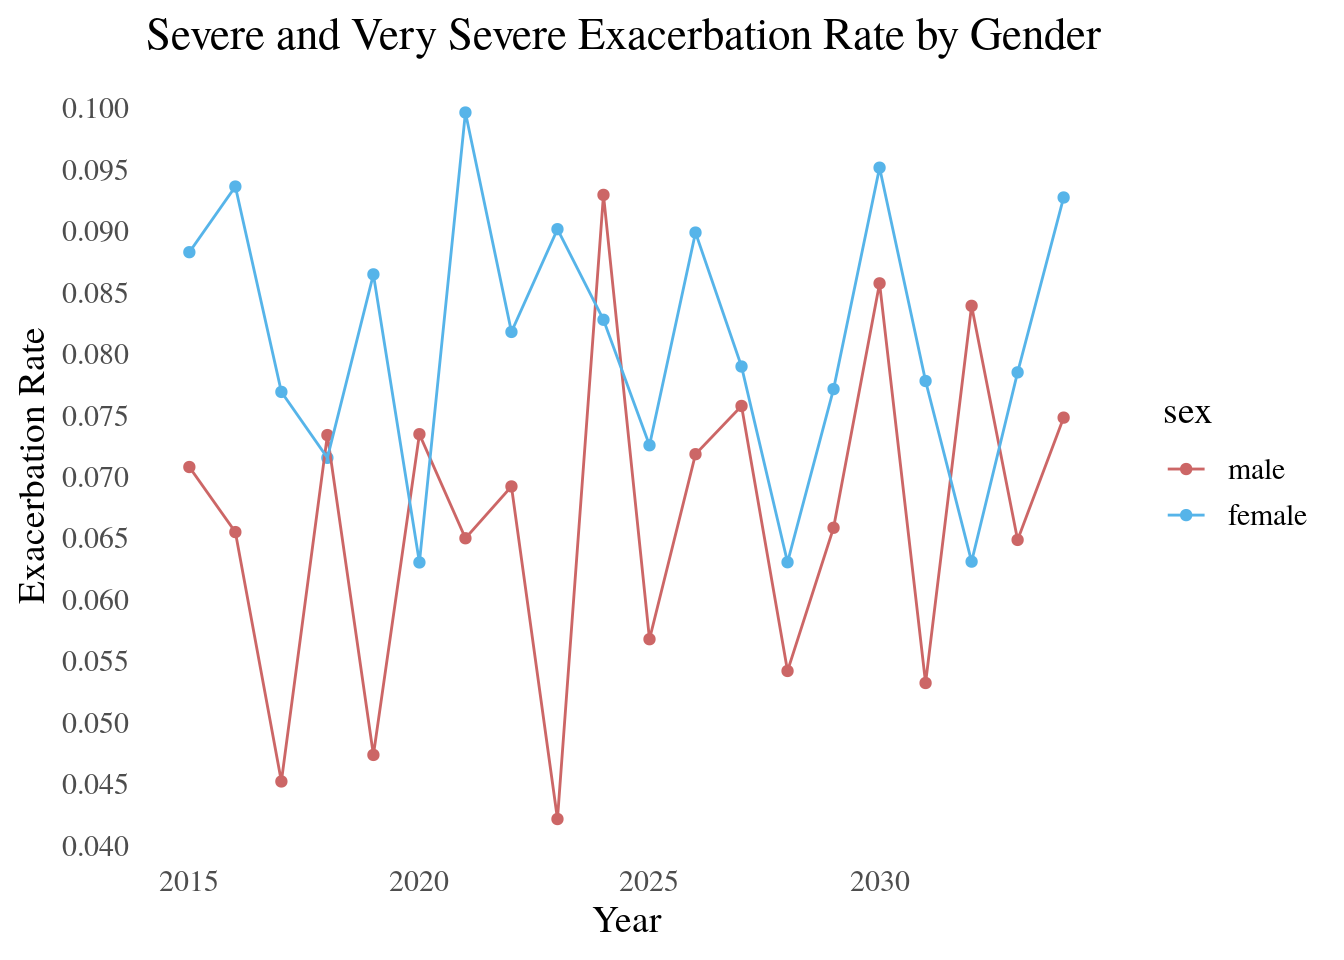 Severe and Very Severe Exacerbation Rate by Gender
0.100
0.095
0.090
0.085
0.080
0.075
0.070
0.065
0.060
0.055
0.050
0.045
0.040
Exacerbation Rate
2015 2020 2025 2030
Year
sex
male
female